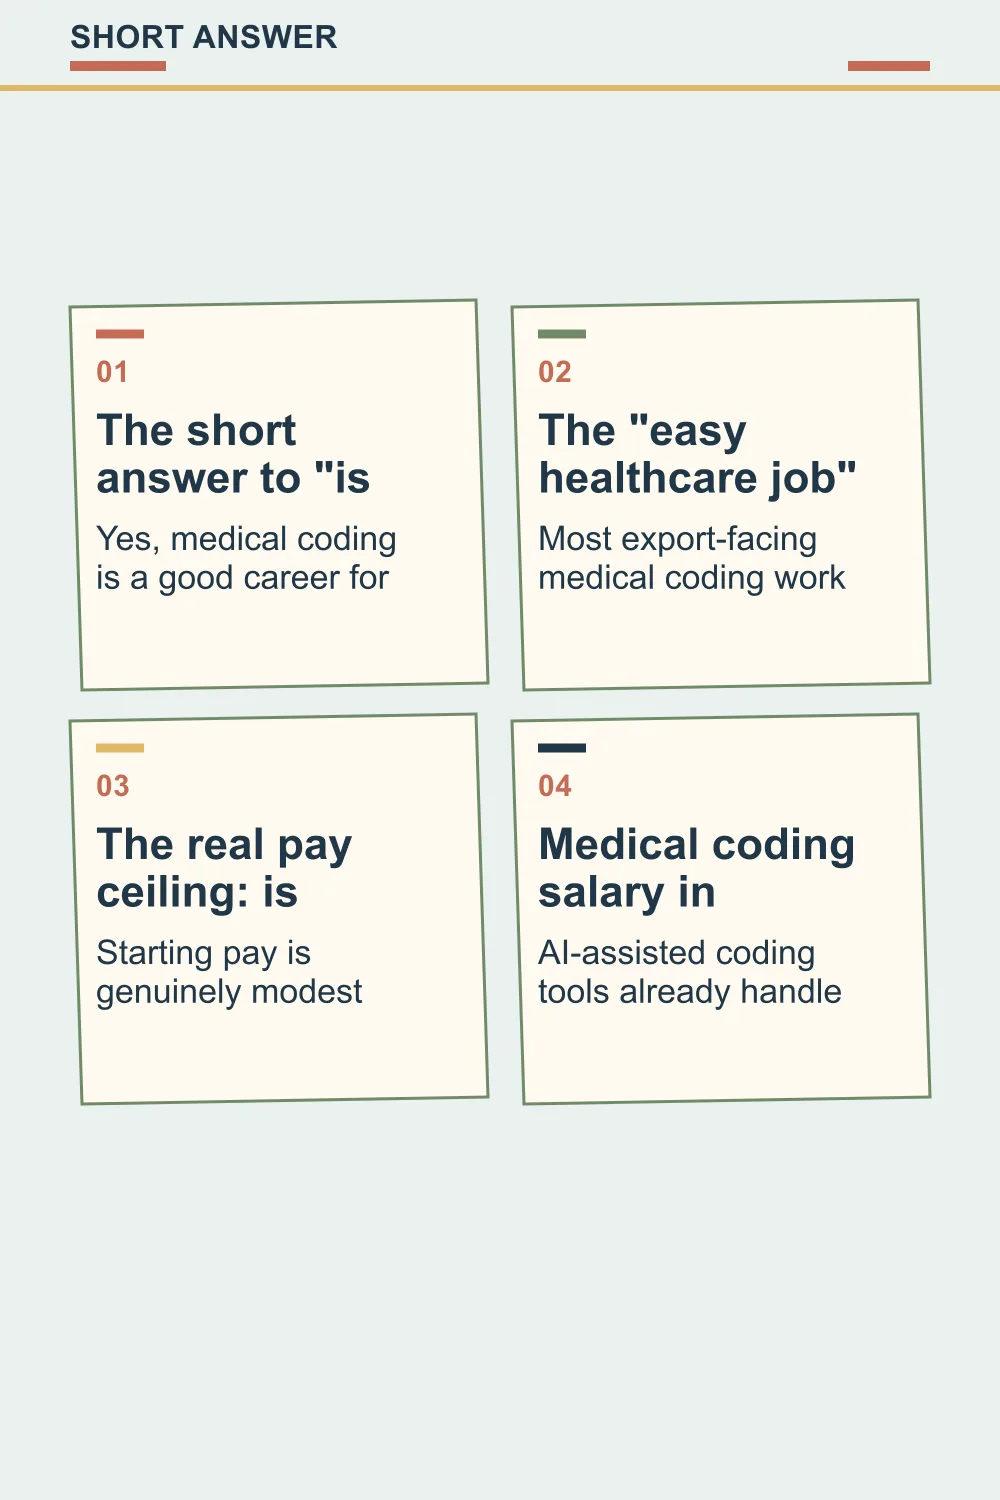 SHORT ANSWER
01
The short
answer to "is
Yes, medical coding
is a good career for
02
The "easy
healthcare job"
Most export-facing
medical coding work
03
The real pay
ceiling: is
Starting pay is
genuinely modest
04
Medical coding
salary in
AI-assisted coding
tools already handle